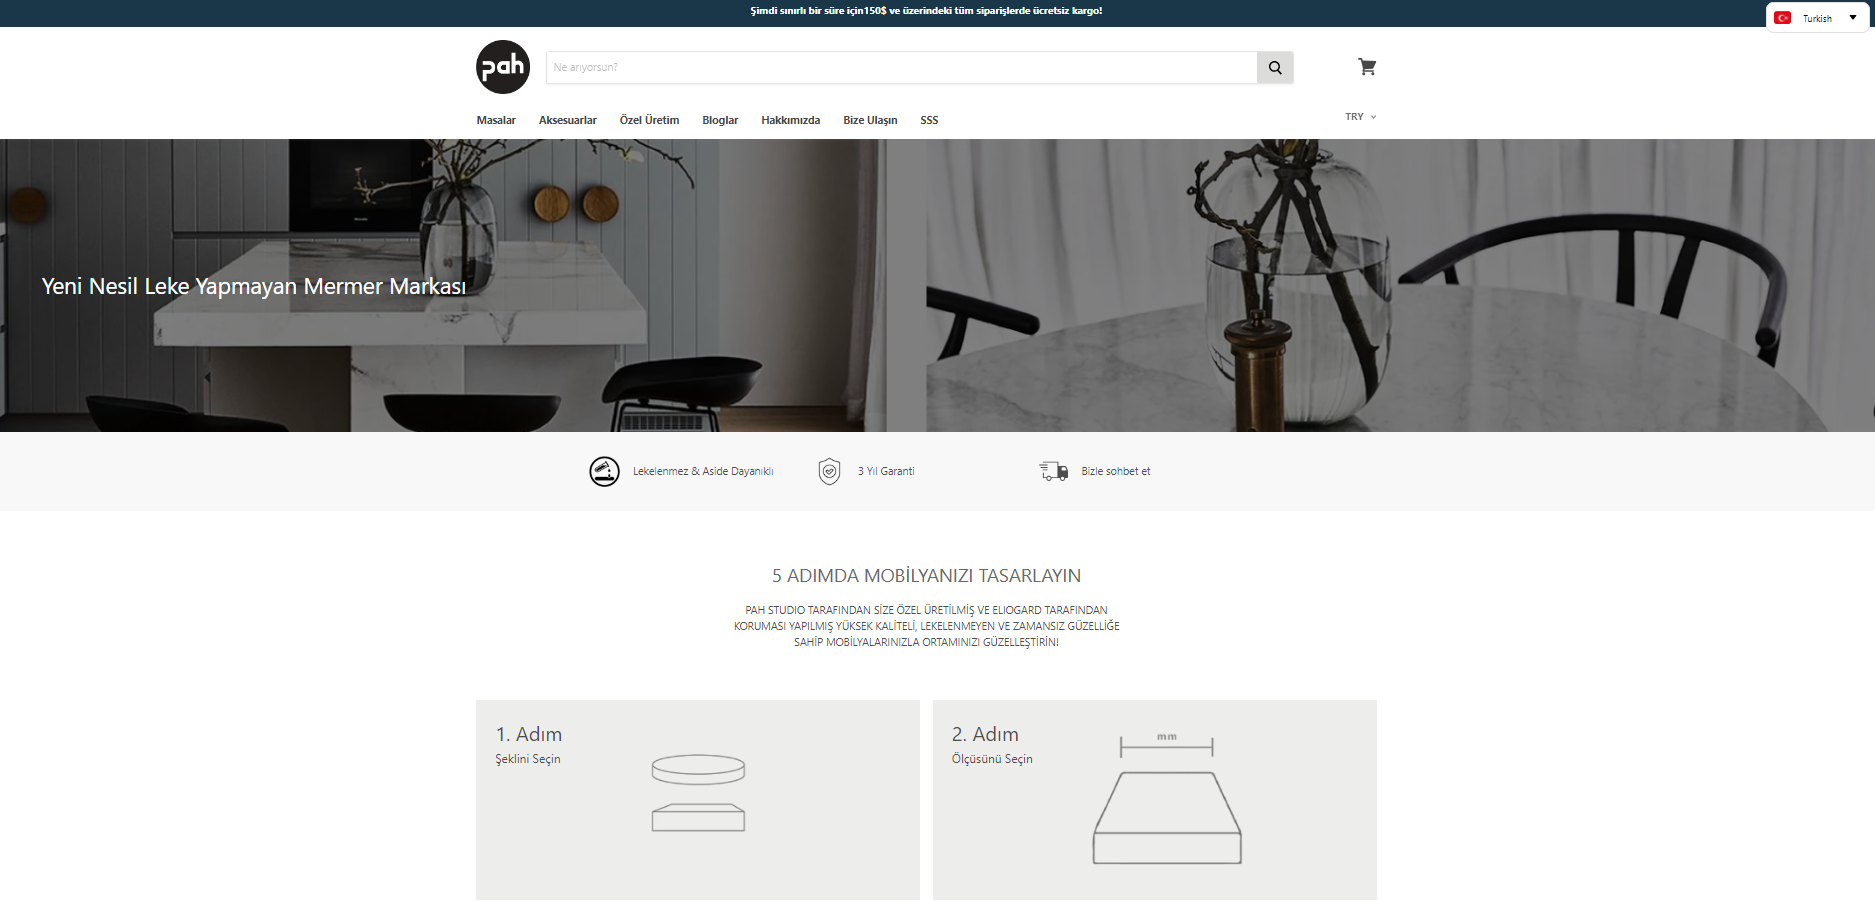 Şimdi sınırlı bir süre için150$ ve üzerindeki tüm siparişlerde ücretsiz kargo!
Turkish
pah
Ne arıyorsun?
Masalar Aksesuarlar Özel Üretim Bloglar Hakkımızda Bize Ulaşın SSS
TRY
Yeni Nesil Leke Yapmayan Mermer Markası
Lekelenmez & Aside Dayanıklı
3 Yıl Garanti
Bizle sohbet et
5 ADIMDA MOBİLYANIZI TASARLAYIN
PAH STUDIO TARAFINDAN SİZE ÖZEL ÜRETİLMİŞ VE ELIOGARD TARAFINDAN
KORUMASI YAPILMIŞ YÜKSEK KALİTELİ, LEKELENMEYEN VE ZAMANSIZ GÜZELLİĞE
SAHİP MOBİLYALARINIZLA ORTAMINIZI GÜZELLEŞTİRİN!
1. Adım
Şeklini Seçin
2. Adım
Ölçüsünü Seçin
mm